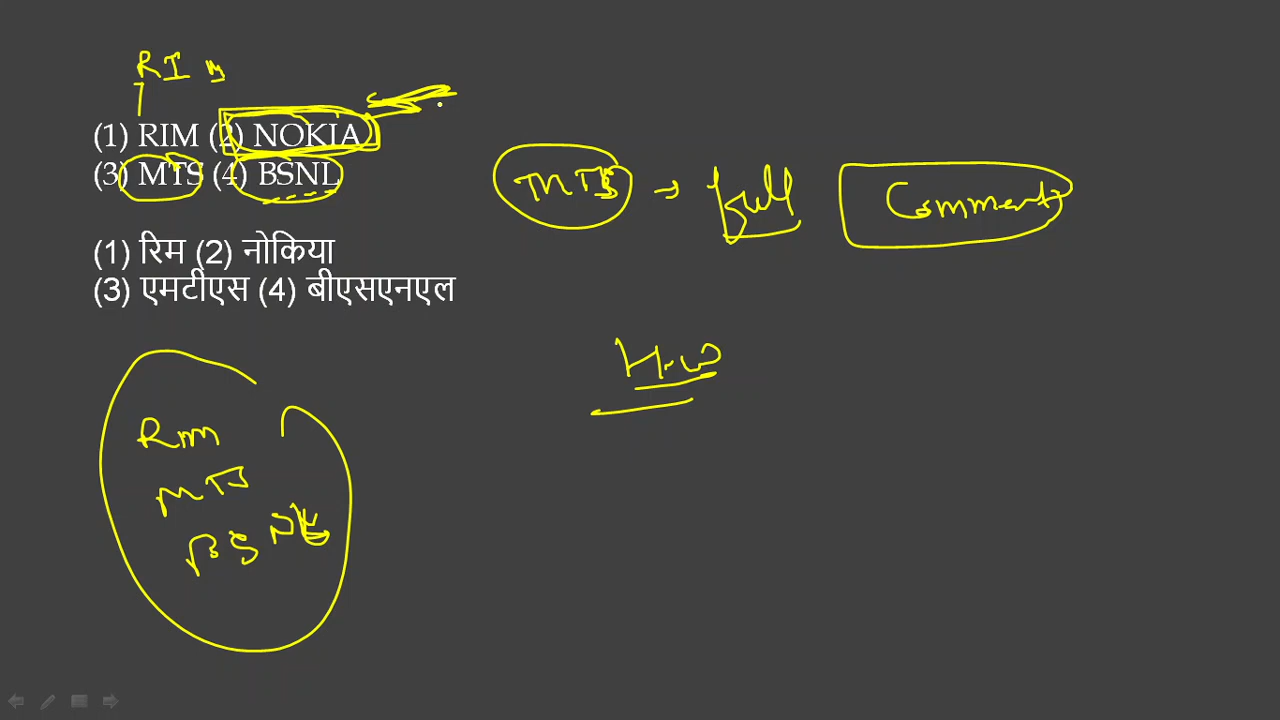 RIM
(1) RIM (2) NOKIA
(3) MTS (4) BSNL
MTS → full Comment
(1) रिम (2) नोकिया
(3) एमटीएस (4) बीएसएनएल
H.W
Rim
MTS
BSNL